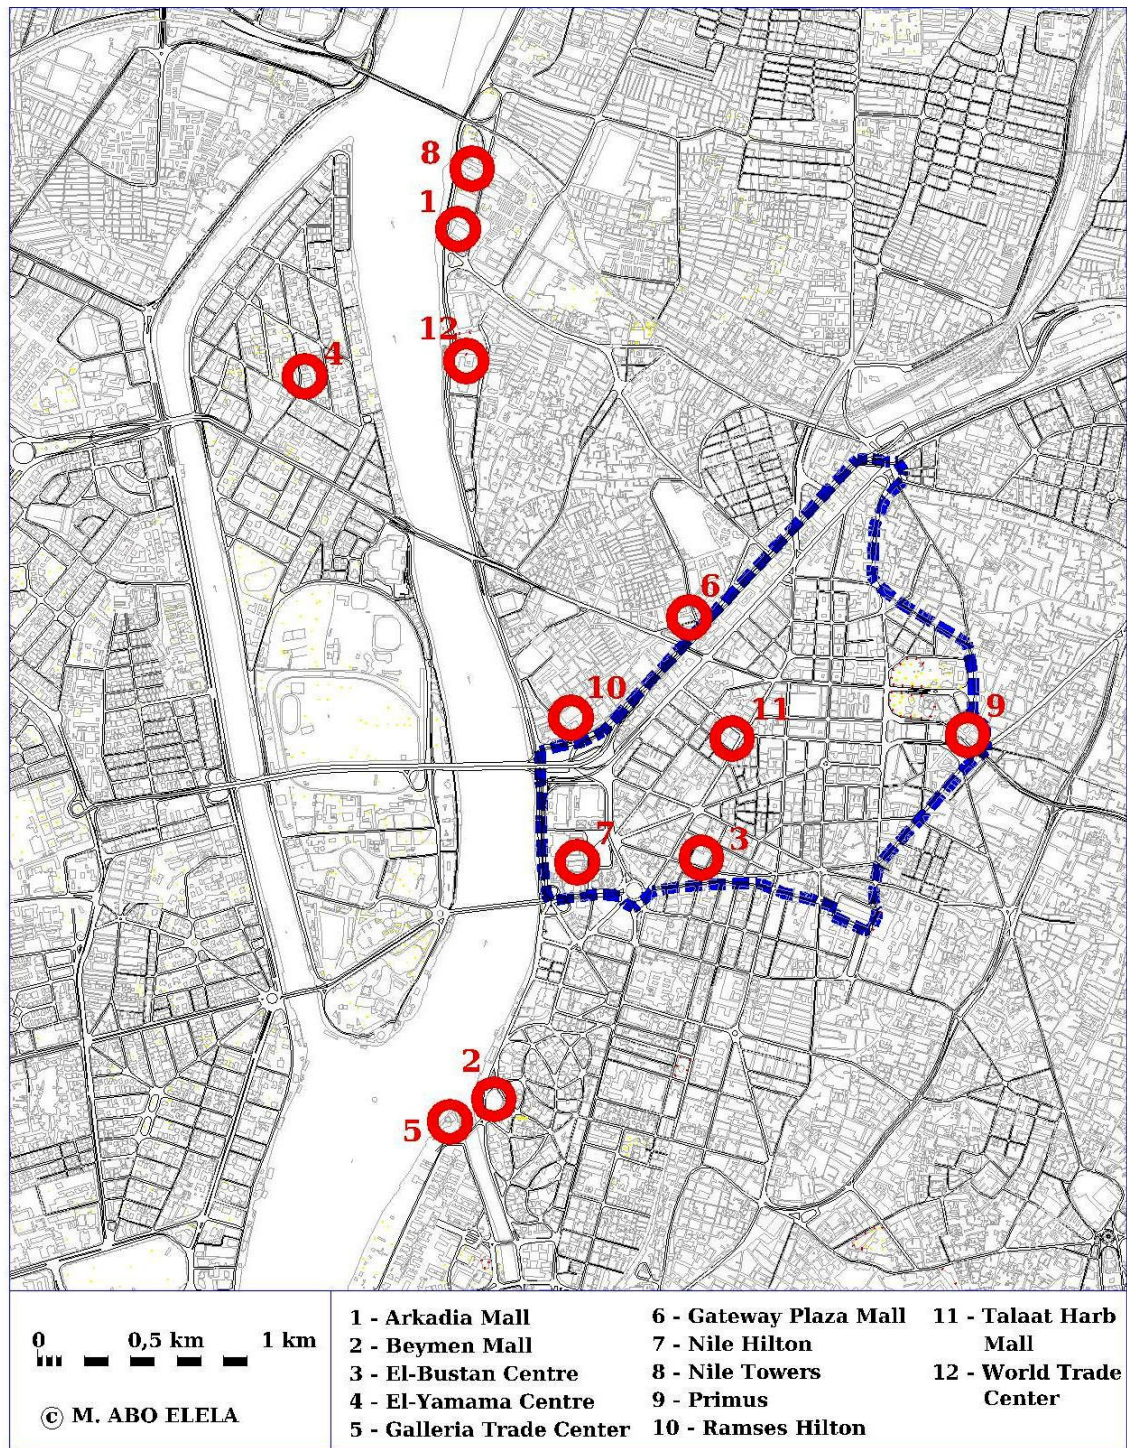 8
1
12
4
6
10
11
9
7
3
2
5
0 0,5 km 1 km
© M. ABO ELELA
1 - Arkadia Mall
2 - Beymen Mall
3 - El-Bustan Centre
4 - El-Yamama Centre
5 - Galleria Trade Center
6 - Gateway Plaza Mall
7 - Nile Hilton
8 - Nile Towers
9 - Primus
10 - Ramses Hilton
11 - Talaat Harb
Mall
12 - World Trade
Center